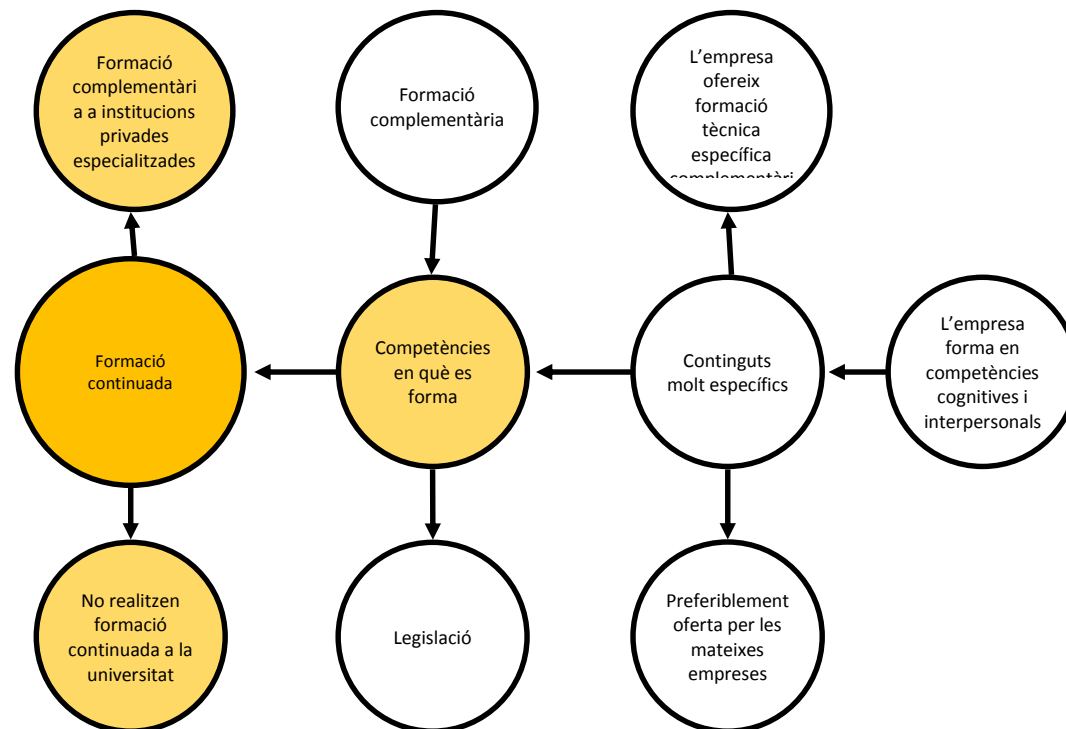 Formació
complementàri
a a institucions
privades
especialitzades
Formació
complementària
L’empresa
ofereix
formació
tècnica
específica
complementàri
Formació
continuada
Competències
en què es
forma
Continguts
molt específics
L’empresa
forma en
competències
cognitives i
interpersonals
No realitzen
formació
continuada a la
universitat
Legislació
Preferiblement
oferta per les
mateixes
empreses